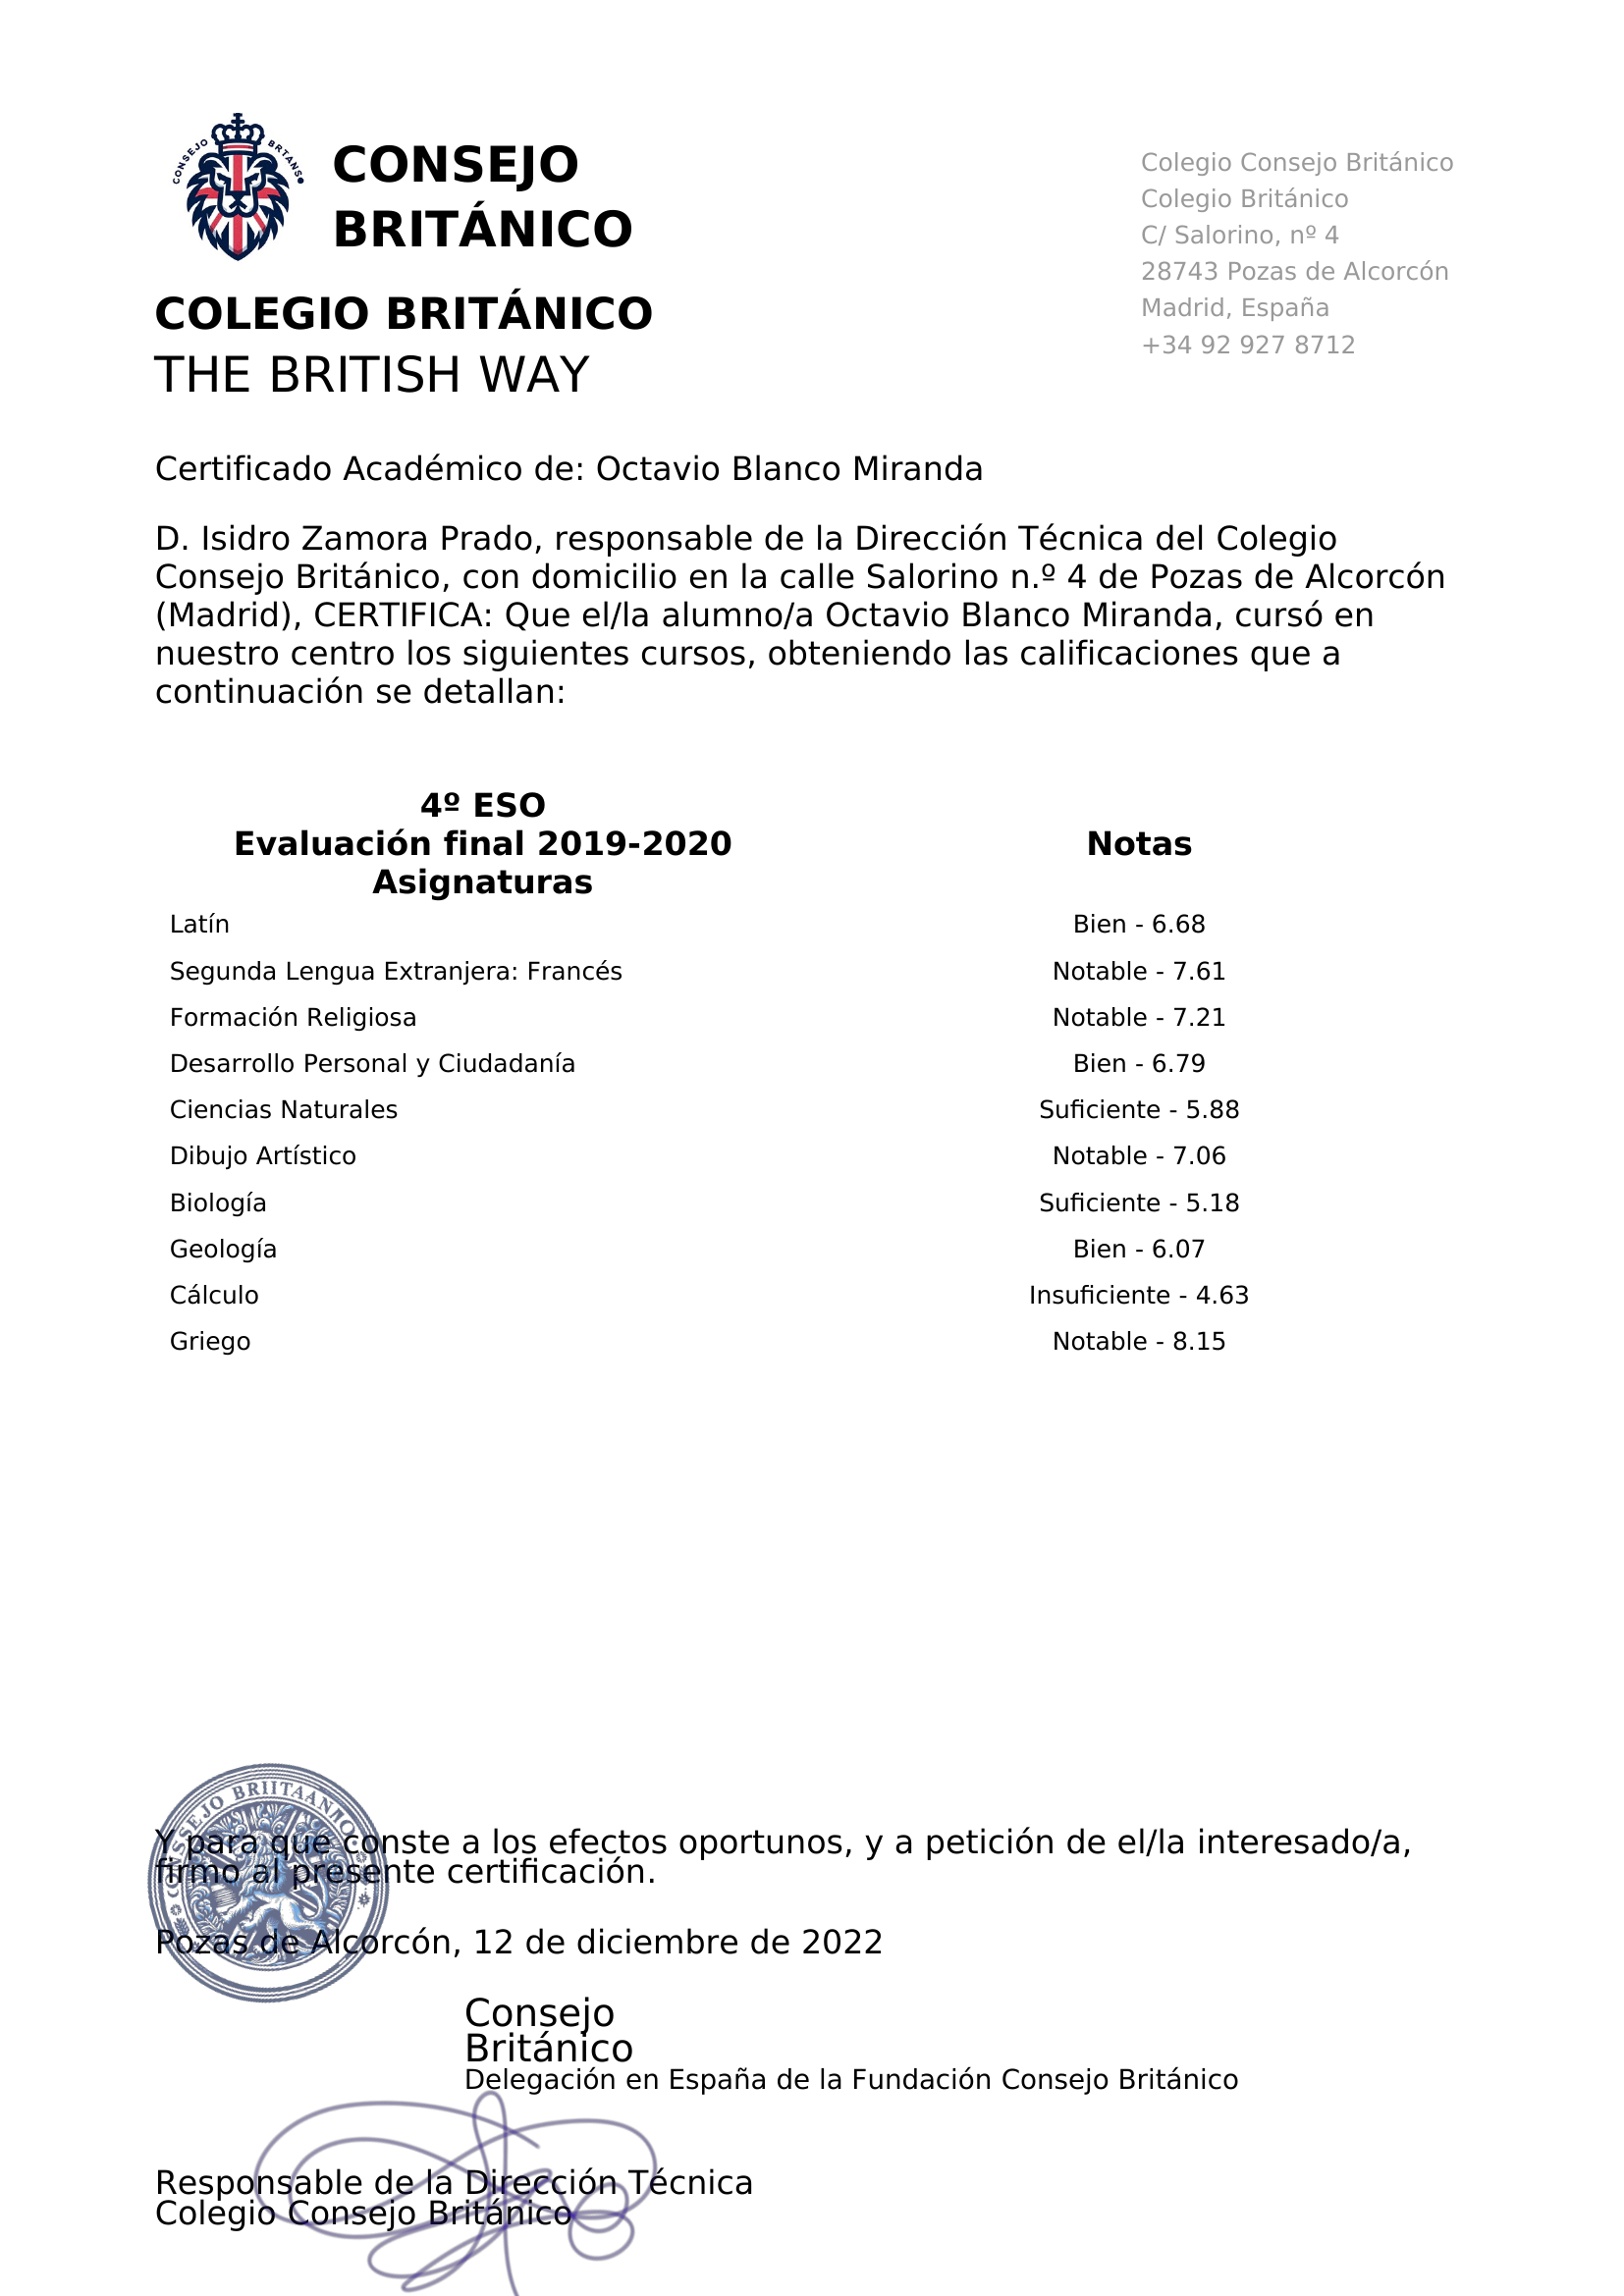 CONSEJO BRTANS
CONSEJO
BRITÁNICO
COLEGIO BRITÁNICO
THE BRITISH WAY
Colegio Consejo Británico
Colegio Británico
C/ Salorino, nº 4
28743 Pozas de Alcorcón
Madrid, España
+34 92 927 8712
Certificado Académico de: Octavio Blanco Miranda
D. Isidro Zamora Prado, responsable de la Dirección Técnica del Colegio
Consejo Británico, con domicilio en la calle Salorino n.º 4 de Pozas de Alcorcón
(Madrid), CERTIFICA: Que el/la alumno/a Octavio Blanco Miranda, cursó en
nuestro centro los siguientes cursos, obteniendo las calificaciones que a
continuación se detallan:
4º ESO
Evaluación final 2019-2020 Notas
Asignaturas
Latín Bien - 6.68
Segunda Lengua Extranjera: Francés Notable - 7.61
Formación Religiosa Notable - 7.21
Desarrollo Personal y Ciudadanía Bien - 6.79
Ciencias Naturales Suficiente - 5.88
Dibujo Artístico Notable - 7.06
Biología Suficiente - 5.18
Geología Bien - 6.07
Cálculo Insuficiente - 4.63
Griego Notable - 8.15
Y para que conste a los efectos oportunos, y a petición de el/la interesado/a,
firmo al presente certificación.
Pozas de Alcorcón, 12 de diciembre de 2022
Consejo
Británico
Delegación en España de la Fundación Consejo Británico
Responsable de la Dirección Técnica
Colegio Consejo Británico